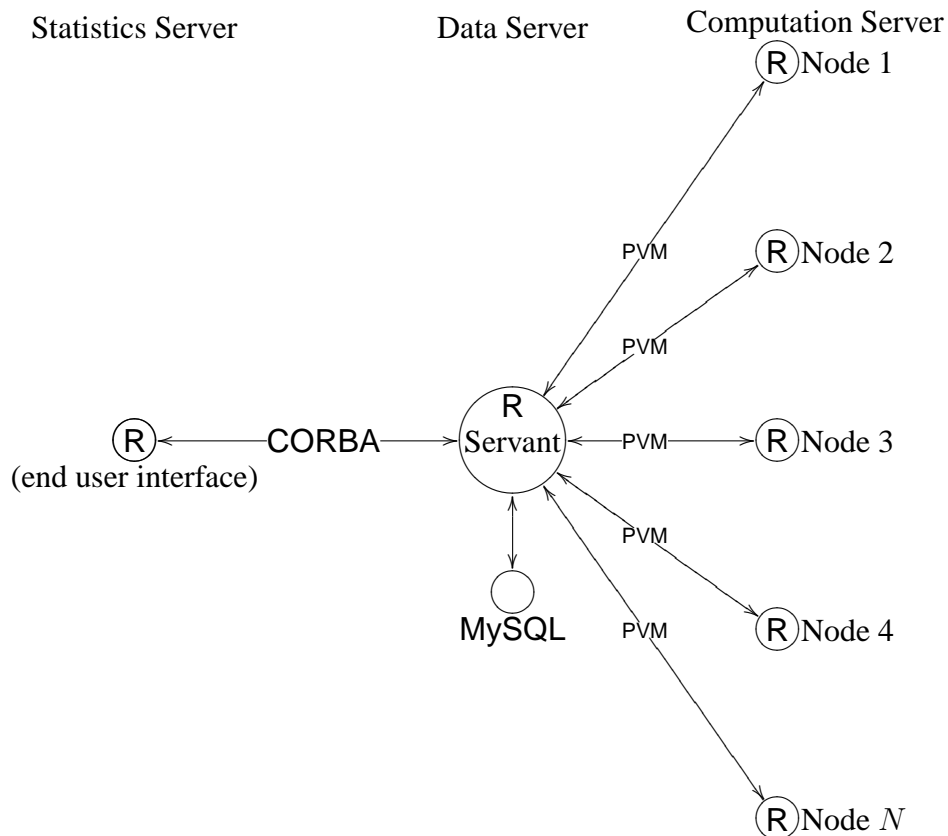 Statistics Server
Data Server
Computation Server
R Node 1
PVM
R Node 2
PVM
R
Servant
R
CORBA
PVM
R Node 3
(end user interface)
PVM
MySQL
PVM
R Node 4
R Node N